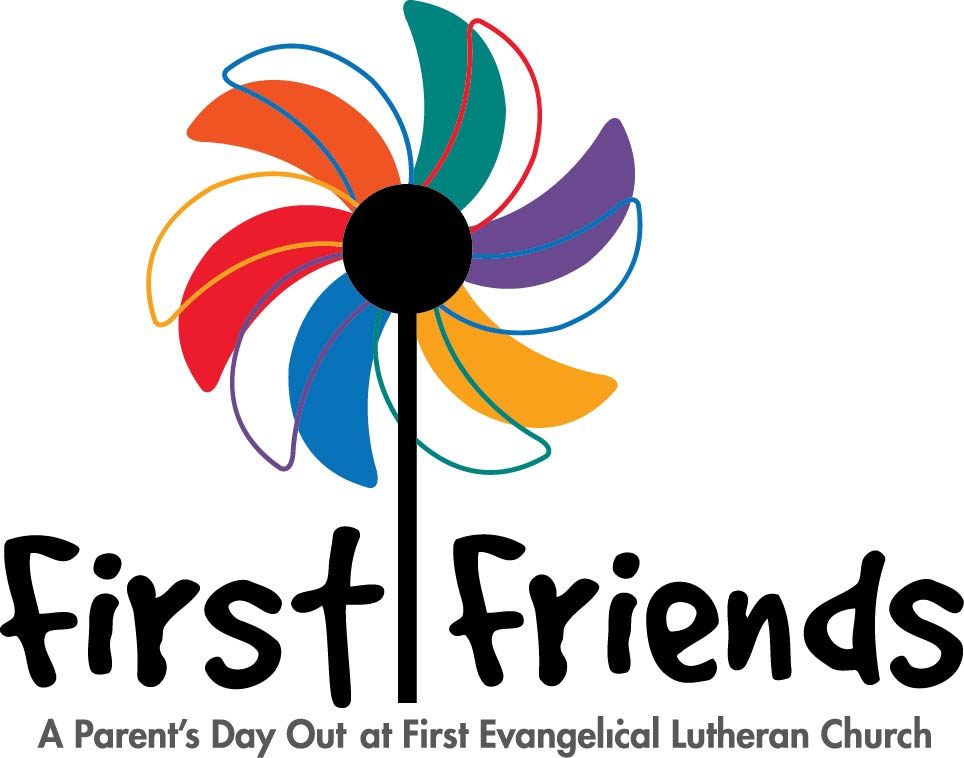 First Friends
A Parent's Day Out at First Evangelical Lutheran Church